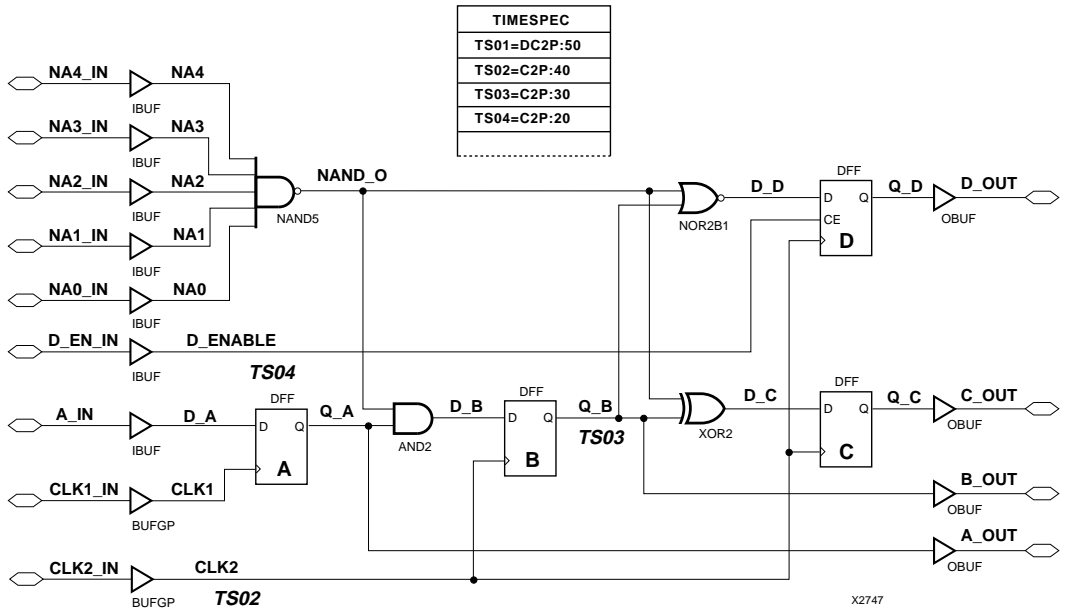 TIMESPEC
TS01=DC2P:50
TS02=C2P:40
TS03=C2P:30
TS04=C2P:20
NA4_IN
NA4
IBUF
NA3_IN
NA3
IBUF
NA2_IN
NA2
IBUF
NA1_IN
NA1
IBUF
NA0_IN
NA0
IBUF
NAND_O
NAND5
D_EN_IN
D_ENABLE
IBUF
TS04
A_IN
D_A
IBUF
DFF
D Q
A
Q_A
CLK1_IN
CLK1
BUFGP
CLK2_IN
CLK2
BUFGP
TS02
AND2
D_B
DFF
D Q
B
Q_B
TS03
NOR2B1
D_D
DFF
D Q
CE
D
Q_D
D_OUT
OBUF
XOR2
D_C
DFF
D Q
C
Q_C
C_OUT
OBUF
B_OUT
OBUF
A_OUT
OBUF
X2747